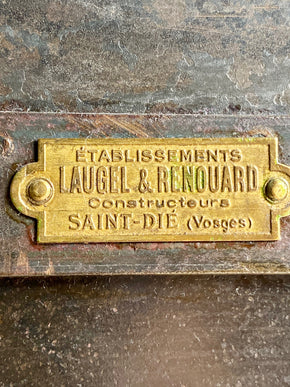 ÉTABLISSEMENTS
LAUGEL & RENOUARD
Constructeurs
SAINT-DIÉ (Vosges)